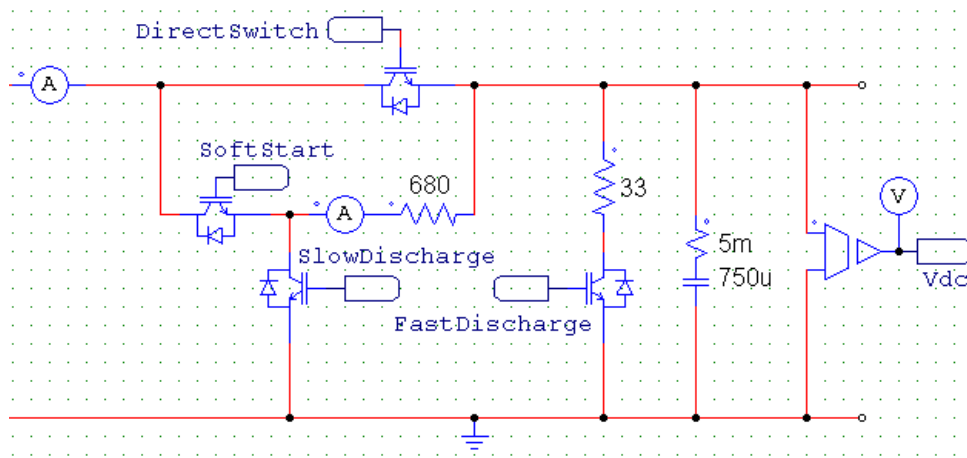 DirectSwitch
A
SoftStart
680
A
33
V
SlowDischarge
5m
750u
Vdc
FastDischarge